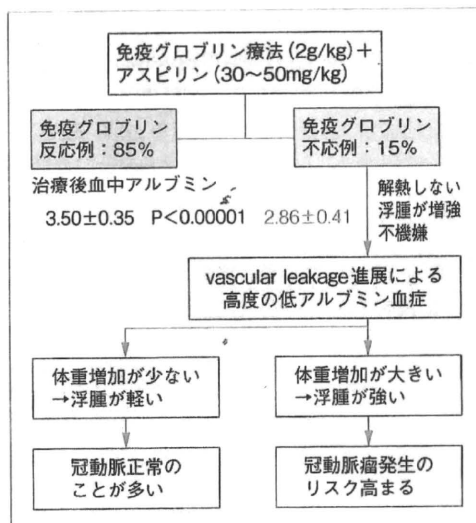 免疫グロブリン療法(2g/kg)+
アスピリン(30〜50mg/kg)
免疫グロブリン
反応例:85%
免疫グロブリン
不応例:15%
治療後血中アルブミン
3.50±0.35 P<0.00001 2.86±0.41
解熱しない
浮腫が増強
不機嫌
vascular leakage進展による
高度の低アルブミン血症
体重増加が少ない
→浮腫が軽い
体重増加が大きい
→浮腫が強い
冠動脈正常の
ことが多い
冠動脈瘤発生の
リスク高まる